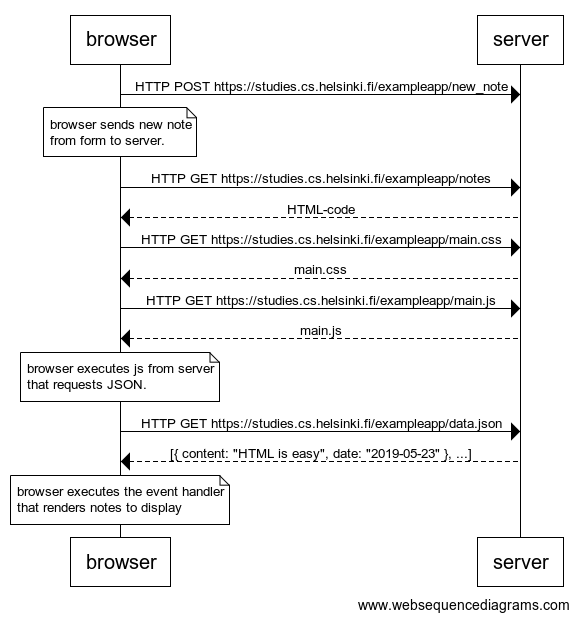 browser
server
HTTP POST https://studies.cs.helsinki.fi/exampleapp/new_note
browser sends new note
from form to server.
HTTP GET https://studies.cs.helsinki.fi/exampleapp/notes
HTML-code
HTTP GET https://studies.cs.helsinki.fi/exampleapp/main.css
main.css
HTTP GET https://studies.cs.helsinki.fi/exampleapp/main.js
main.js
browser executes js from server
that requests JSON.
HTTP GET https://studies.cs.helsinki.fi/exampleapp/data.json
[{ content: "HTML is easy", date: "2019-05-23" }, ...]
browser executes the event handler
that renders notes to display
browser
server
www.websequencediagrams.com